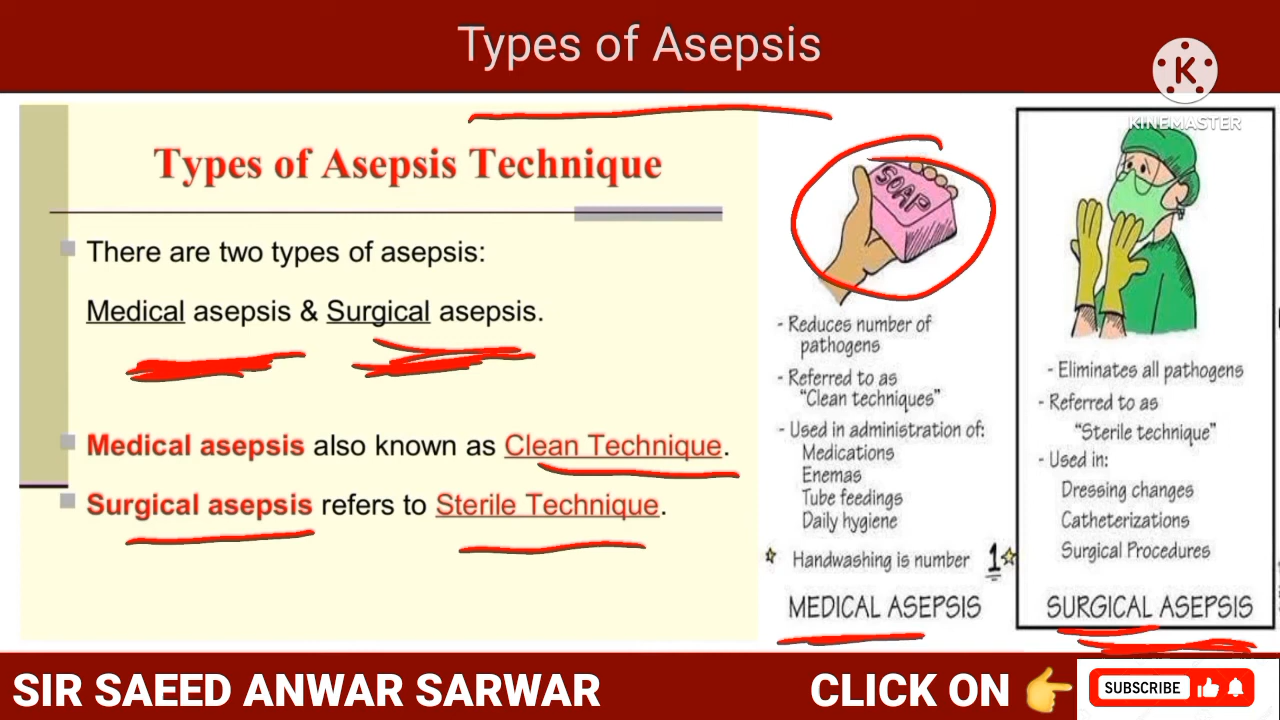 Types of Asepsis
K
KINEMASTER
Types of Asepsis Technique
There are two types of asepsis:
Medical asepsis & Surgical asepsis.
Medical asepsis also known as Clean Technique.
Surgical asepsis refers to Sterile Technique.
SOAP
- Reduces number of
pathogens
- Referred to as
"Clean techniques"
- Used in administration of:
Medications
Enemas
Tube feedings
Daily hygiene
Handwashing is number 1
MEDICAL ASEPSIS
- Eliminates all pathogens
- Referred to as
"Sterile technique"
- Used in:
Dressing changes
Catheterizations
Surgical Procedures
SURGICAL ASEPSIS
SIR SAEED ANWAR SARWAR
CLICK ON
SUBSCRIBE